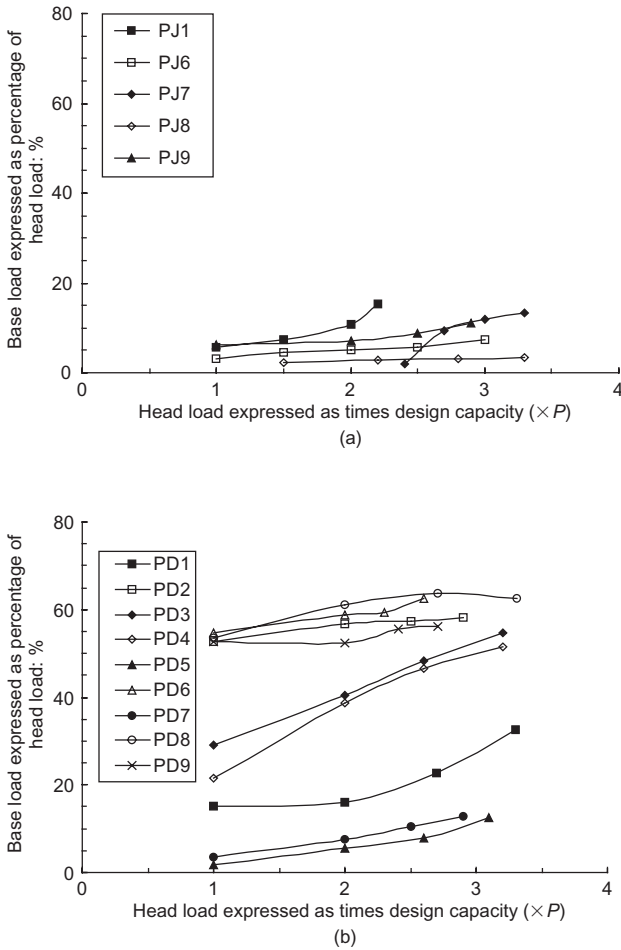 80
60
40
20
0
Base load expressed as percentage of
head load: %
PJ1
PJ6
PJ7
PJ8
PJ9
0 1 2 3 4
Head load expressed as times design capacity (×P)
(a)
80
60
40
20
0
Base load expressed as percentage of
head load: %
PD1
PD2
PD3
PD4
PD5
PD6
PD7
PD8
PD9
0 1 2 3 4
Head load expressed as times design capacity (×P)
(b)